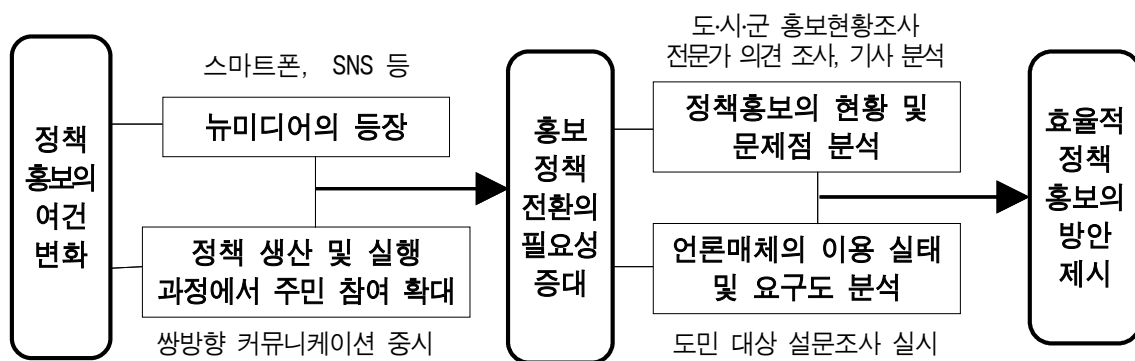 정책
홍보의
여건
변화
스마트폰, SNS 등
뉴미디어의 등장
정책 생산 및 실행
과정에서 주민 참여 확대
쌍방향 커뮤니케이션 중시
홍보
정책
전환의
필요성
증대
도·시·군 홍보현황조사
전문가 의견 조사, 기사 분석
정책홍보의 현황 및
문제점 분석
언론매체의 이용 실태
및 요구도 분석
도민 대상 설문조사 실시
효율적
정책
홍보의
방안
제시